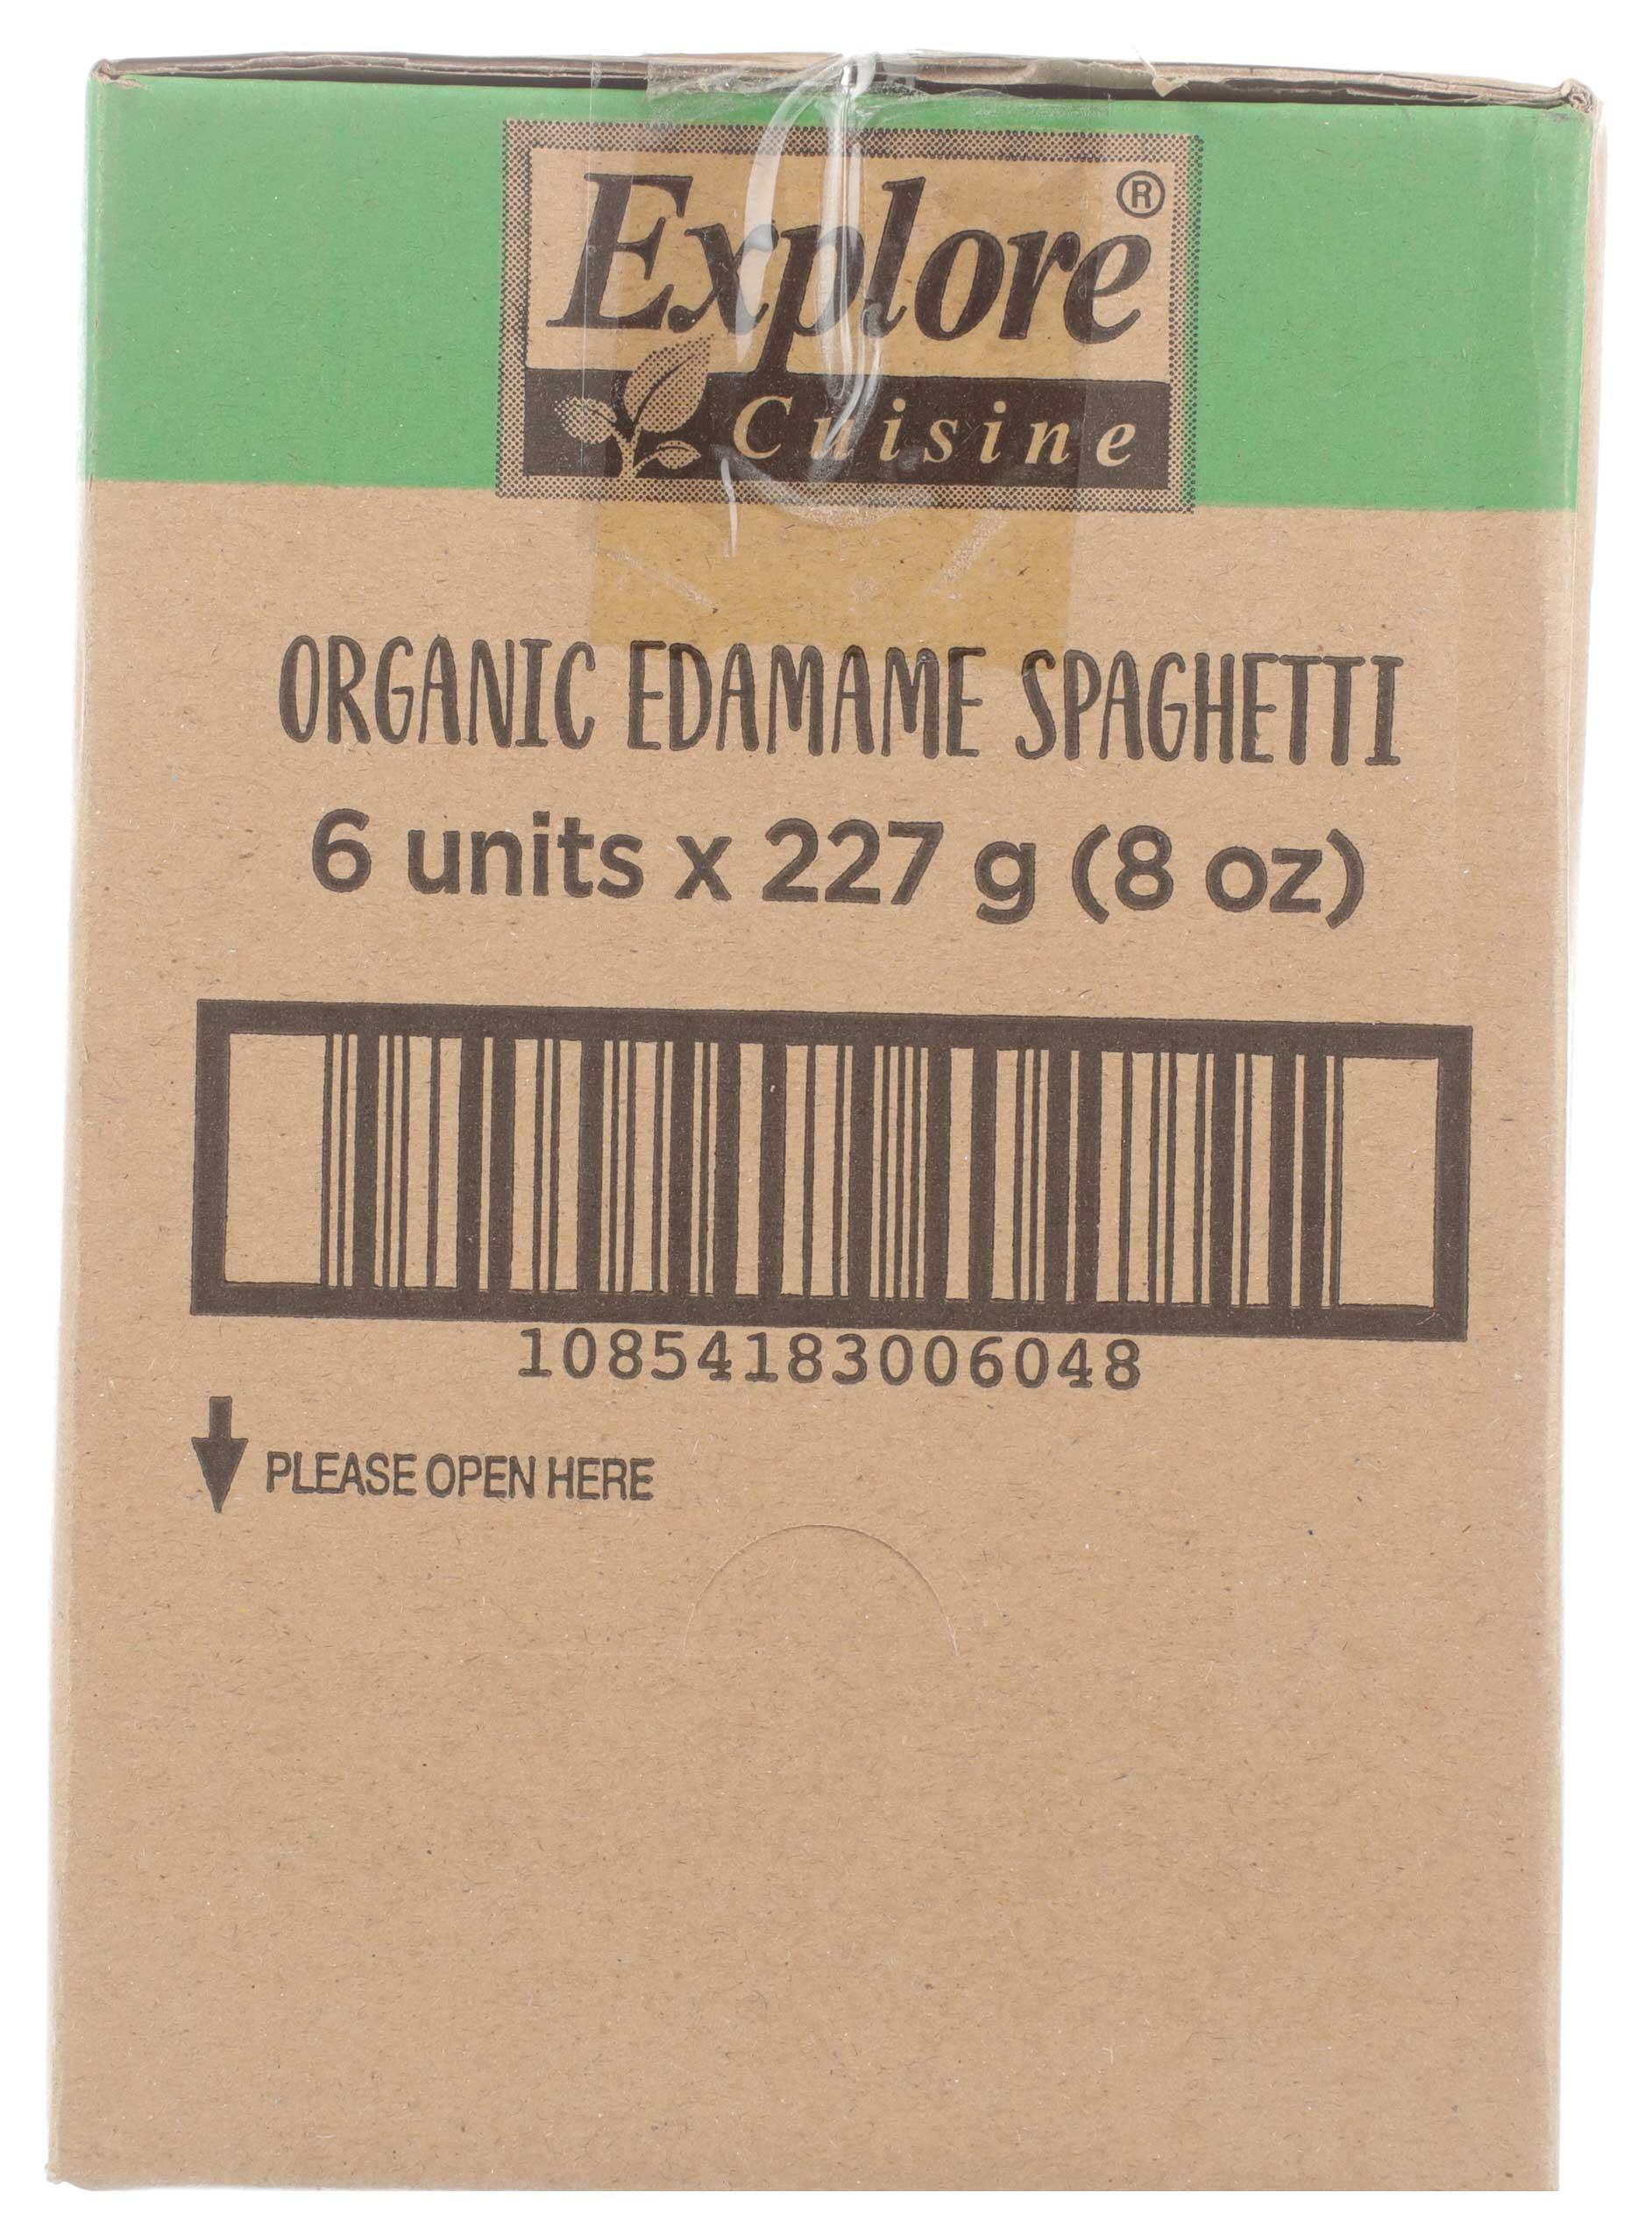 Explore®
Cuisine
ORGANIC EDAMAME SPAGHETTI
6 units x 227 g (8 oz)
10854183006048
PLEASE OPEN HERE